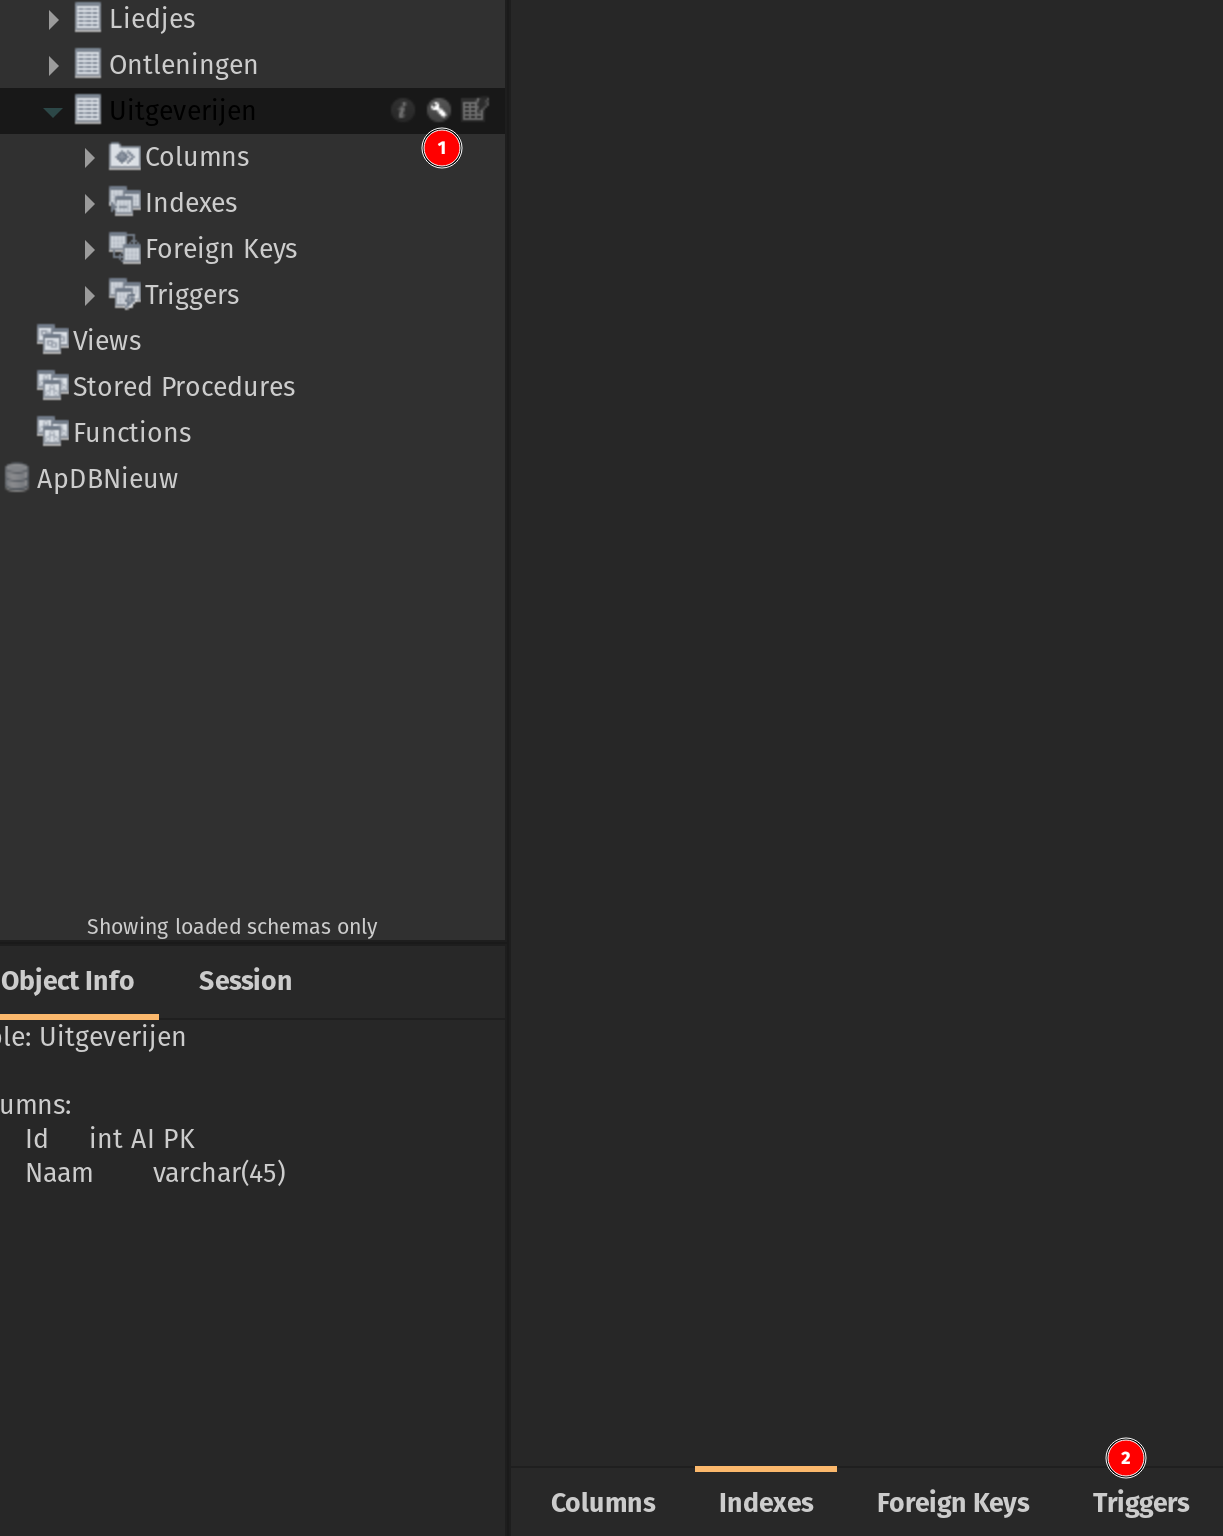 Liedjes
Ontleningen
Uitgeverijen
1
Columns
Indexes
Foreign Keys
Triggers
Views
Stored Procedures
Functions
ApDBNieuw
Showing loaded schemas only
Object Info Session
le: Uitgeverijen
umns:
Id int AI PK
Naam varchar(45)
2
Columns Indexes Foreign Keys Triggers